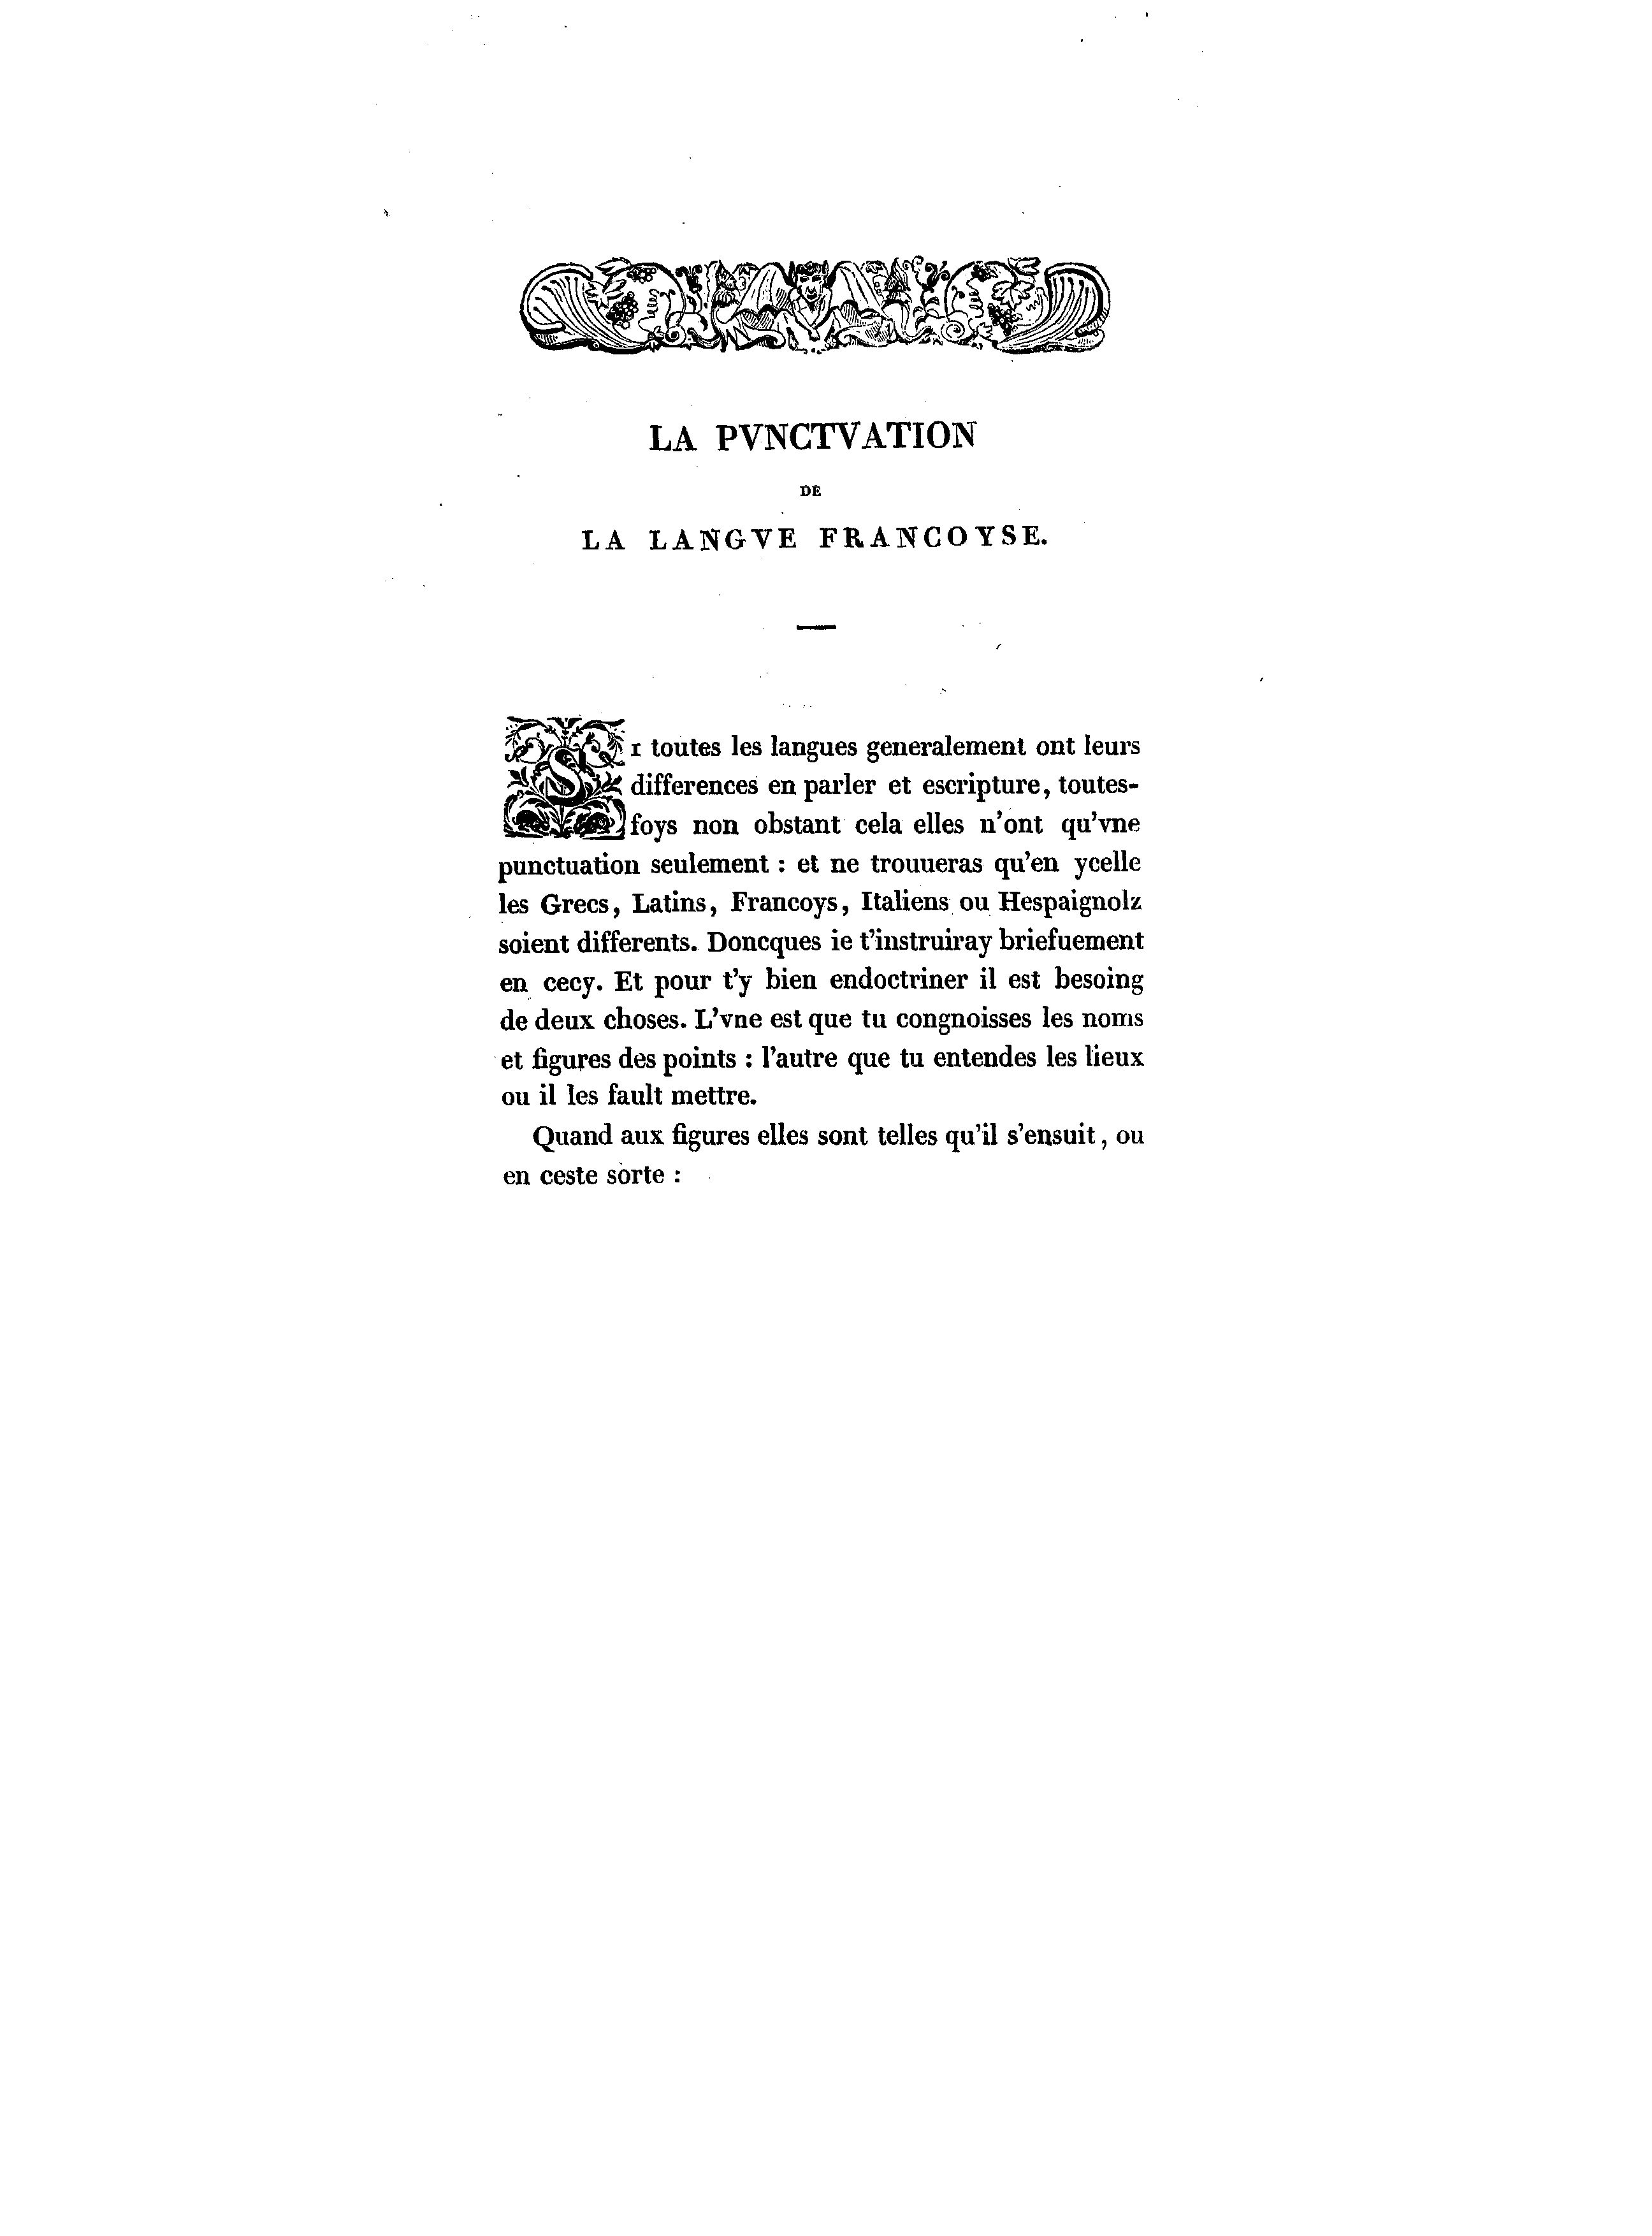 LA PVNCTVATION
DE
LA LANGVE FRANCOYSE.
SI toutes les langues generalement ont leurs
differences en parler et escripture, toutes-
foys non obstant cela elles n'ont qu'vne
punctuation seulement : et ne trouueras qu'en ycelle
les Grecs, Latins, Francoys, Italiens ou Hespaignolz
soient differents. Doncques ie t'instruiray briefuement
en cecy. Et pour t'y bien endoctriner il est besoing
de deux choses. L'vne est que tu congnoisses les noms
et figures des points : l'autre que tu entendes les lieux
ou il les fault mettre.
Quand aux figures elles sont telles qu'il s'ensuit, ou
en ceste sorte :